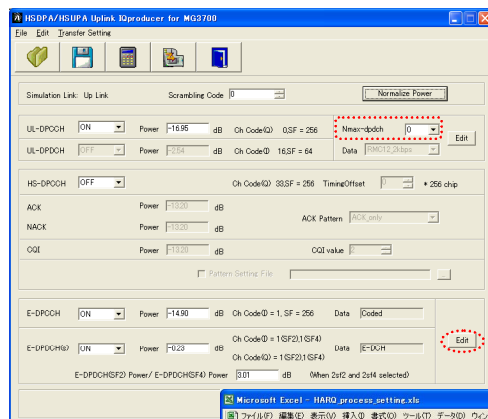 HSDPA/HSUPA Uplink IQproducer for MG3700
File Edit Transfer Setting
Simulation Link: Up Link Scrambling Code 0 Normalize Power
UL-DPCCH ON Power -16.95 dB Ch Code(Q) 0,SF = 256 Nmax-dpdch 0 Edit
UL-DPDCH OFF Power -2.64 dB Ch Code(I) 16,SF = 64 Data RMC12_2kbps
HS-DPCCH OFF Ch Code(Q) 33,SF = 256 TimingOffset 0 * 256 chip
ACK Power -13.20 dB ACK Pattern ACK_only
NACK Power -13.20 dB
CQI Power -13.20 dB CQI value 2
Pattern Setting File ...
E-DPCCH ON Power -14.90 dB Ch Code(I) = 1, SF = 256 Data Coded
E-DPDCH(s) ON Power -0.23 dB Ch Code(I) = 1(SF2),1(SF4) Data E-DCH Edit
Ch Code(Q) = 1(SF2),1(SF4)
E-DPDCH(SF2) Power/ E-DPDCH(SF4) Power 3.01 dB (When 2sf2 and 2sf4 selected)
Microsoft Excel - HARQ_process_setting.xls
ファイル(F) 編集(E) 表示(V) 挿入(I) 書式(O) ツール(T) データ(D) ウィン